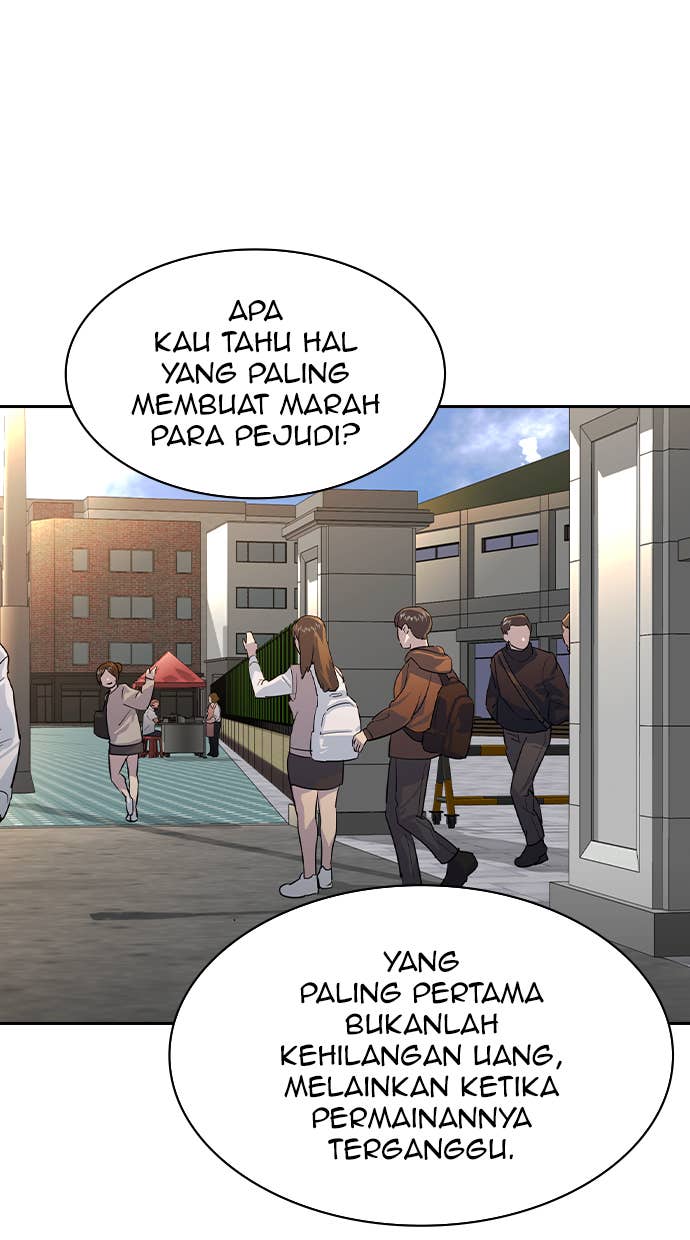 APA
KAU TAHU HAL
YANG PALING
MEMBUAT MARAH
PARA PEJUDI?
YANG
PALING PERTAMA
BUKANLAH
KEHILANGAN UANG,
MELAINKAN KETIKA
PERMAINANNYA
TERGANGGU.